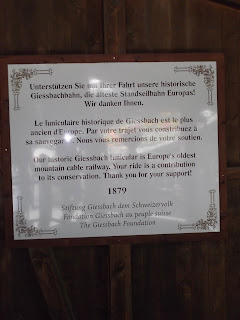 Unterstützen Sie mit Ihrer Fahrt unsere historische
Giessbachbahn, die älteste Standseilbahn Europas!
Wir danken Ihnen.
Le funiculaire historique de Giessbach est le plus
ancien d'Europe. Par votre trajet vous constribuez à
sa sauvegar Nous vous remercions de votre soutien.
Our historic Giessbach funicular is Europe's oldest
mountain cable railway. Your ride is a contribution
to its conservation. Thank you for your support!
1879
Stiftung Giessbach dem Schweizervolk
Fondation Giessbach au peuple suisse
The Giessbach Foundation